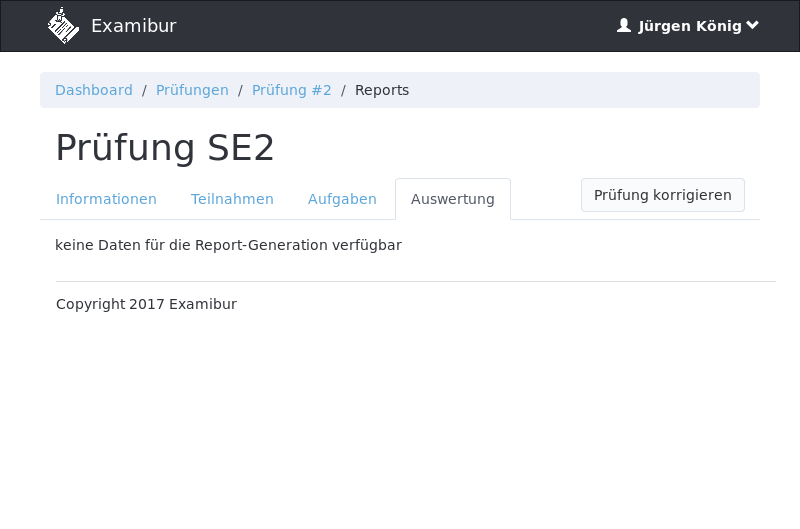 Examibur
Jürgen König
Dashboard / Prüfungen / Prüfung #2 / Reports
Prüfung SE2
Informationen Teilnahmen Aufgaben Auswertung Prüfung korrigieren
keine Daten für die Report-Generation verfügbar
Copyright 2017 Examibur